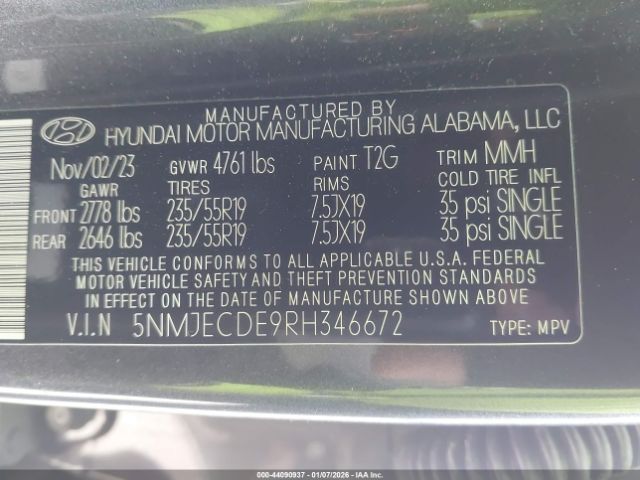 MANUFACTURED BY
HYUNDAI MOTOR MANUFACTURING ALABAMA, LLC
Nov/02/23 GVWR 4761 lbs PAINT T2G TRIM MMH
GAWR TIRES RIMS COLD TIRE INFL
FRONT 2778 lbs 235/55R19 7.5JX19 35 psi SINGLE
REAR 2646 lbs 235/55R19 7.5JX19 35 psi SINGLE
THIS VEHICLE CONFORMS TO ALL APPLICABLE U.S.A. FEDERAL
MOTOR VEHICLE SAFETY AND THEFT PREVENTION STANDARDS
IN EFFECT ON THE DATE OF MANUFACTURE SHOWN ABOVE
V.I.N 5NMJECDE9RH346672 TYPE: MPV
000-44090937 - 01/07/2026 - IAAI.COM